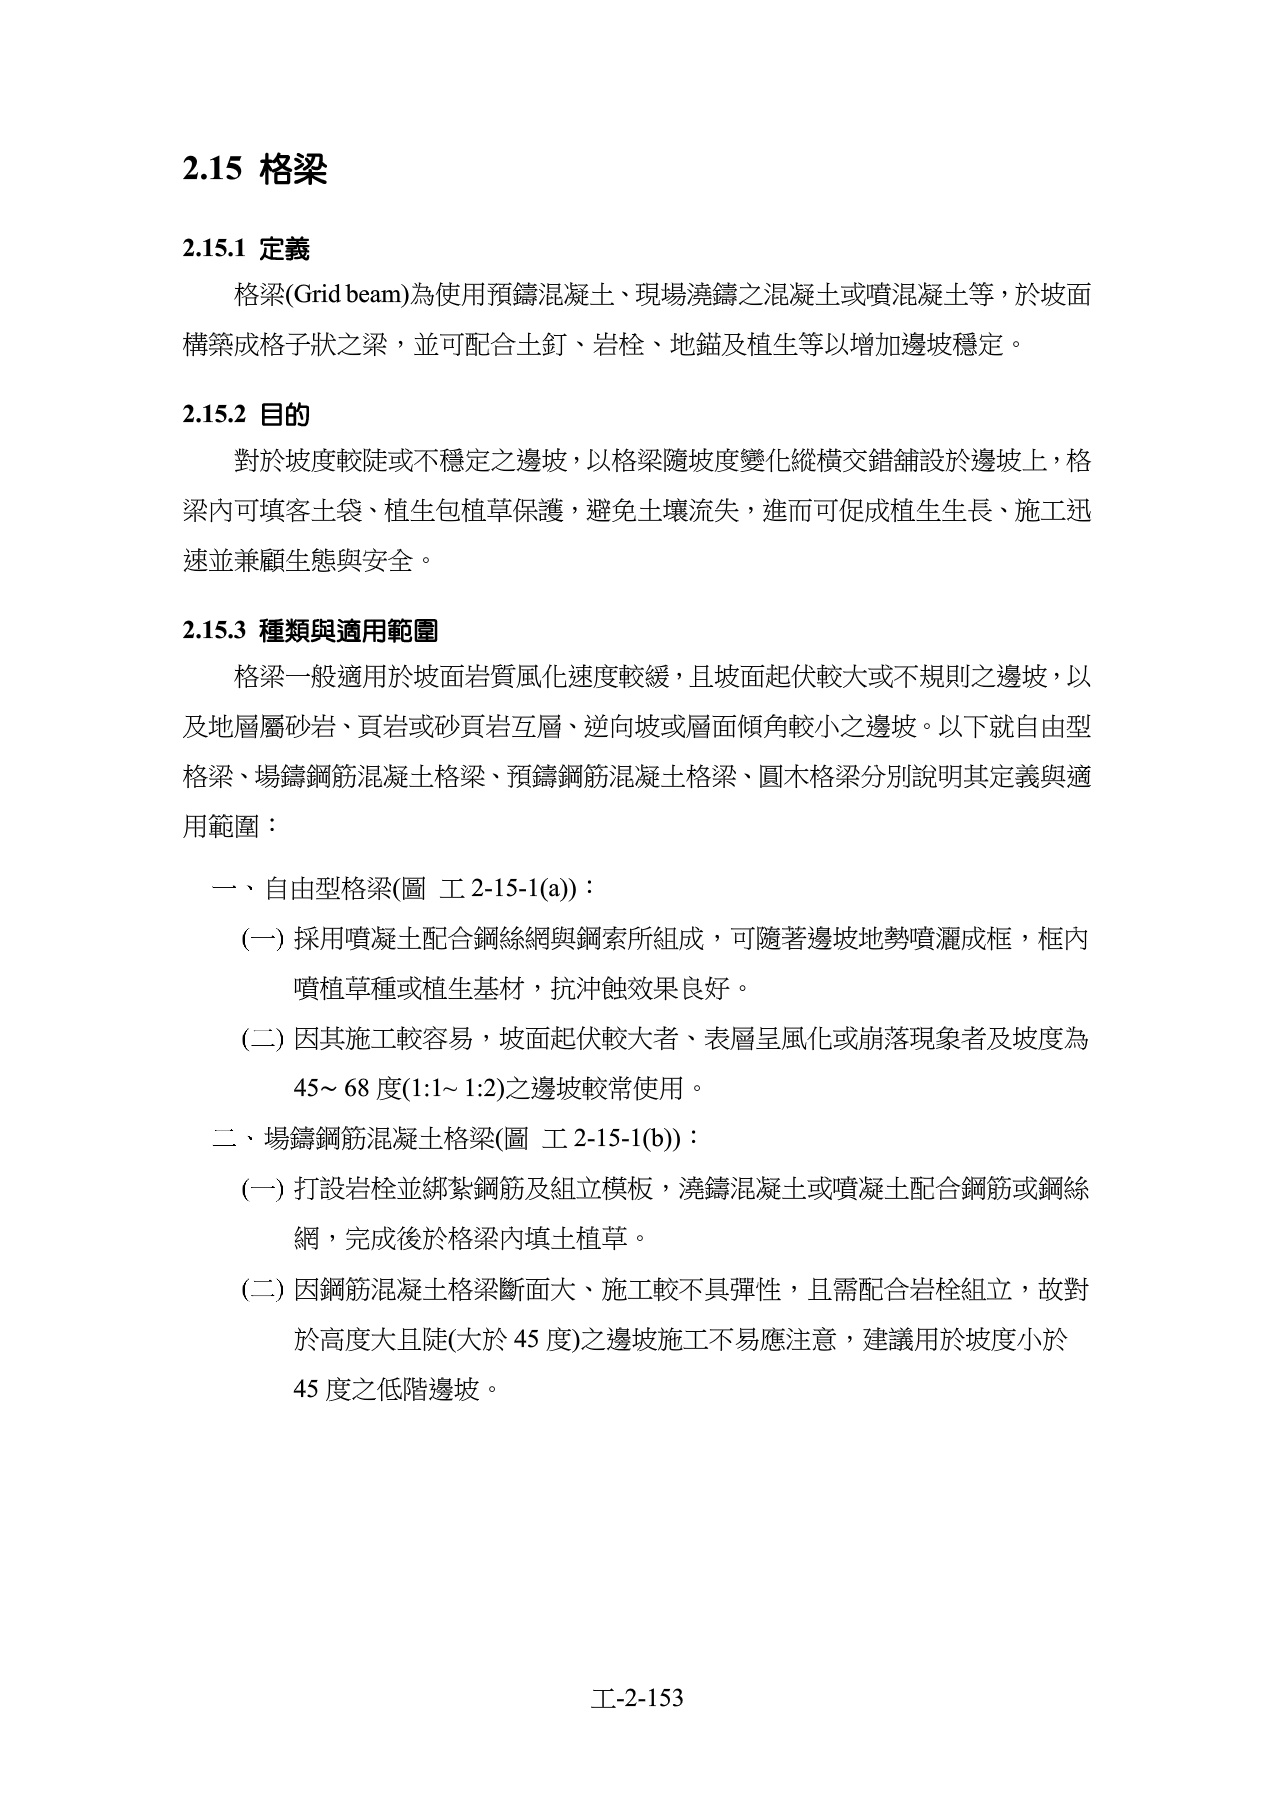 2.15 格梁
2.15.1 定義
格梁(Grid beam)為使用預鑄混凝土、現場澆鑄之混凝土或噴混凝土等，於坡面
構築成格子狀之梁，並可配合土釘、岩栓、地錨及植生等以增加邊坡穩定。
2.15.2 目的
對於坡度較陡或不穩定之邊坡，以格梁隨坡度變化縱橫交錯舖設於邊坡上，格
梁內可填客土袋、植生包植草保護，避免土壤流失，進而可促成植生生長、施工迅
速並兼顧生態與安全。
2.15.3 種類與適用範圍
格梁一般適用於坡面岩質風化速度較緩，且坡面起伏較大或不規則之邊坡，以
及地層屬砂岩、頁岩或砂頁岩互層、逆向坡或層面傾角較小之邊坡。以下就自由型
格梁、場鑄鋼筋混凝土格梁、預鑄鋼筋混凝土格梁、圓木格梁分別說明其定義與適
用範圍：
一、自由型格梁(圖 工 2-15-1(a))：
(一) 採用噴凝土配合鋼絲網與鋼索所組成，可隨著邊坡地勢噴灑成框，框內
噴植草種或植生基材，抗沖蝕效果良好。
(二) 因其施工較容易，坡面起伏較大者、表層呈風化或崩落現象者及坡度為
45~ 68 度(1:1~ 1:2)之邊坡較常使用。
二、場鑄鋼筋混凝土格梁(圖 工 2-15-1(b))：
(一) 打設岩栓並綁紮鋼筋及組立模板，澆鑄混凝土或噴凝土配合鋼筋或鋼絲
網，完成後於格梁內填土植草。
(二) 因鋼筋混凝土格梁斷面大、施工較不具彈性，且需配合岩栓組立，故對
於高度大且陡(大於 45 度)之邊坡施工不易應注意，建議用於坡度小於
45 度之低階邊坡。
工-2-153